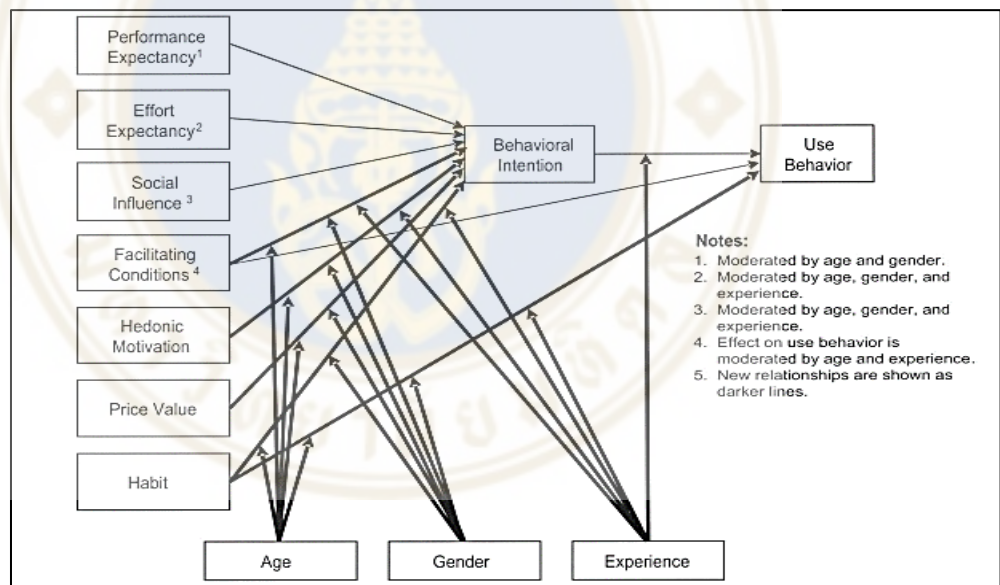 Performance
Expectancy¹
Effort
Expectancy²
Social
Influence ³
Facilitating
Conditions ⁴
Hedonic
Motivation
Price Value
Habit
Behavioral
Intention
Use
Behavior
Notes:
1. Moderated by age and gender.
2. Moderated by age, gender, and
experience.
3. Moderated by age, gender, and
experience.
4. Effect on use behavior is
moderated by age and experience.
5. New relationships are shown as
darker lines.
Age
Gender
Experience